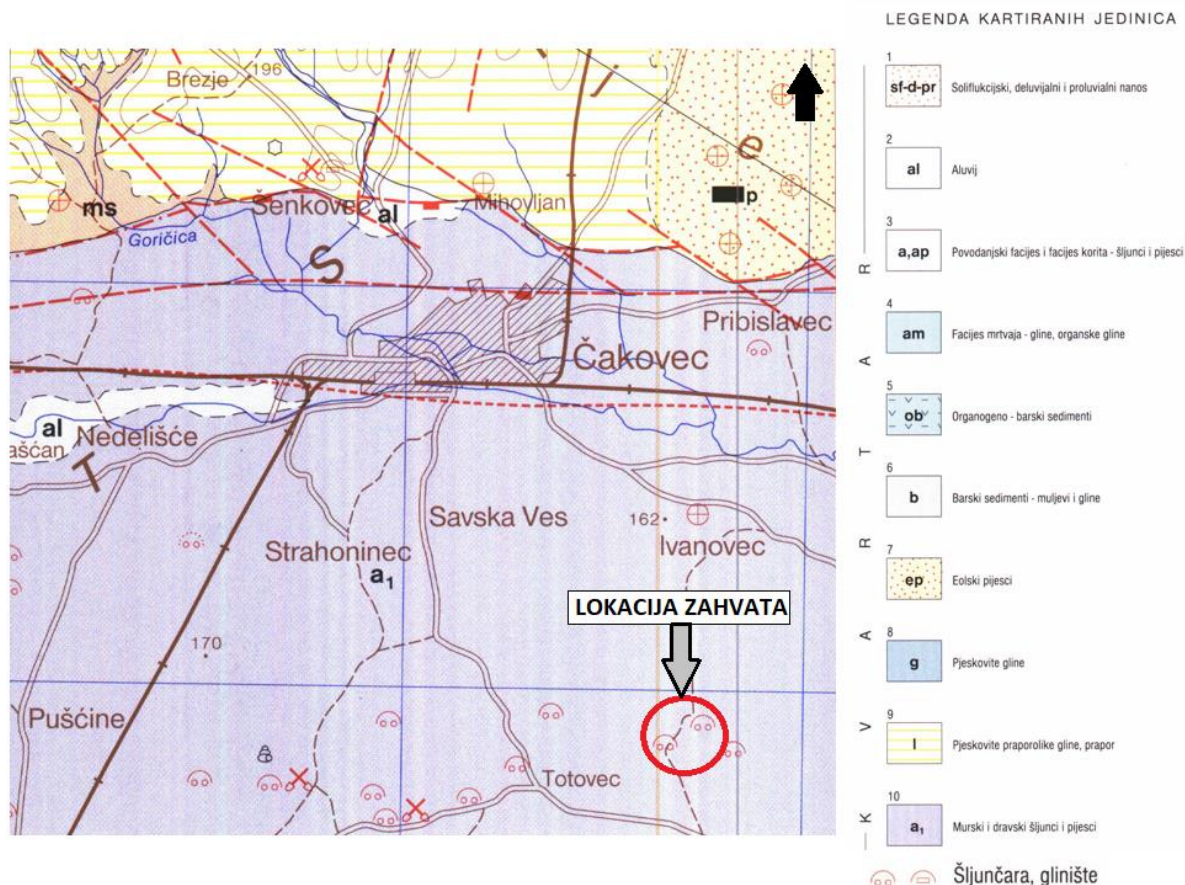 LEGENDA KARTIRANIH JEDINICA
1
sf-d-pr Soliflukcijski, deluvijalni i proluvialni nanos
2
al Aluvij
3
a,ap Povodanjski facijes i facijes korita - šljunci i pijesci
4
am Facijes mrtvaja - gline, organske gline
5
ob Organogeno - barski sedimenti
6
b Barski sedimenti - muljevi i gline
7
ep Eolski pijesci
8
g Pjeskovite gline
9
l Pjeskovite praporolike gline, prapor
10
a₁ Murski i dravski šljunci i pijesci
Šljunčara, glinište
K V A R T A R
Brezje
196
e
p
ms
Šenkovec
al
Mihovljan
Goričica
S
Pribislavec
Čakovec
al
Nedelišće
ašćan
T
Savska Ves
162
Ivanovec
Strahoninec
a₁
LOKACIJA ZAHVATA
170
Pušćine
Totovec